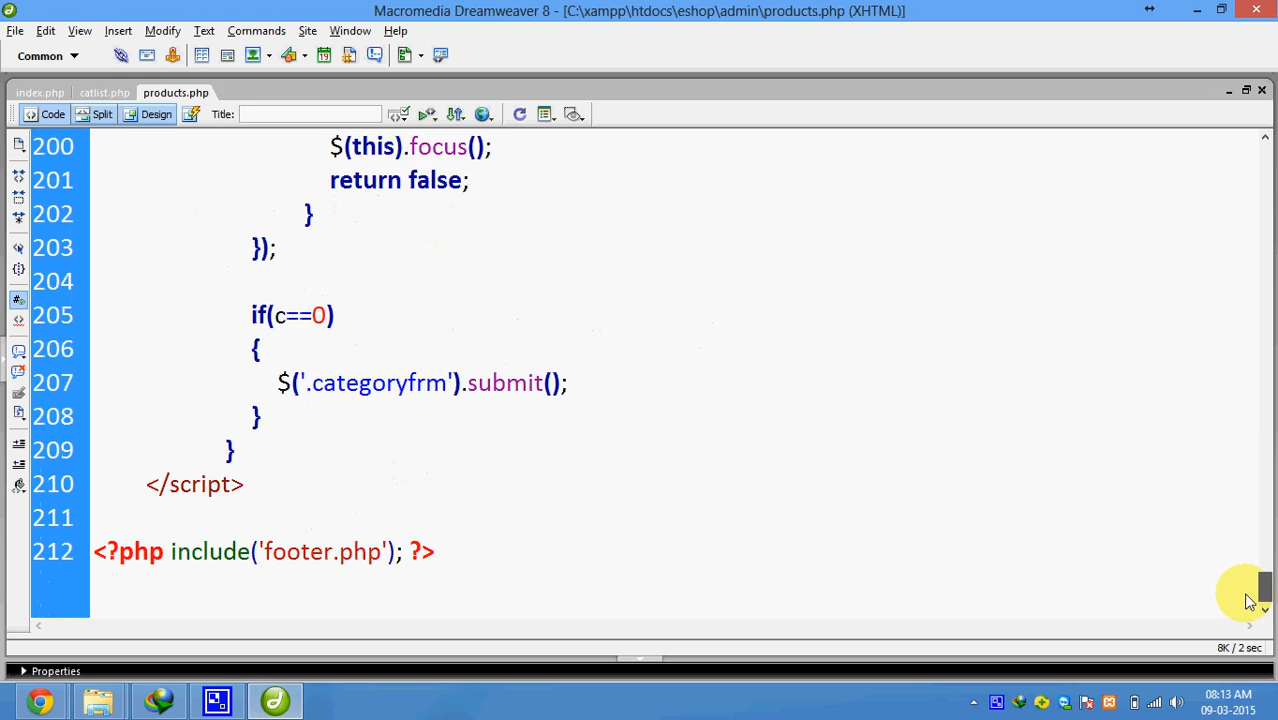 Macromedia Dreamweaver 8 - [C:\xampp\htdocs\eshop\admin\products.php (XHTML)]
File Edit View Insert Modify Text Commands Site Window Help
Common
index.php catlist.php products.php
Code Split Design Title:
200 $(this).focus();
201 return false;
202 }
203 });
204
205 if(c==0)
206 {
207 $('.categoryfrm').submit();
208 }
209 }
210 </script>
211
212 <?php include('footer.php'); ?>
8K / 2 sec
Properties
08:13 AM
09-03-2015